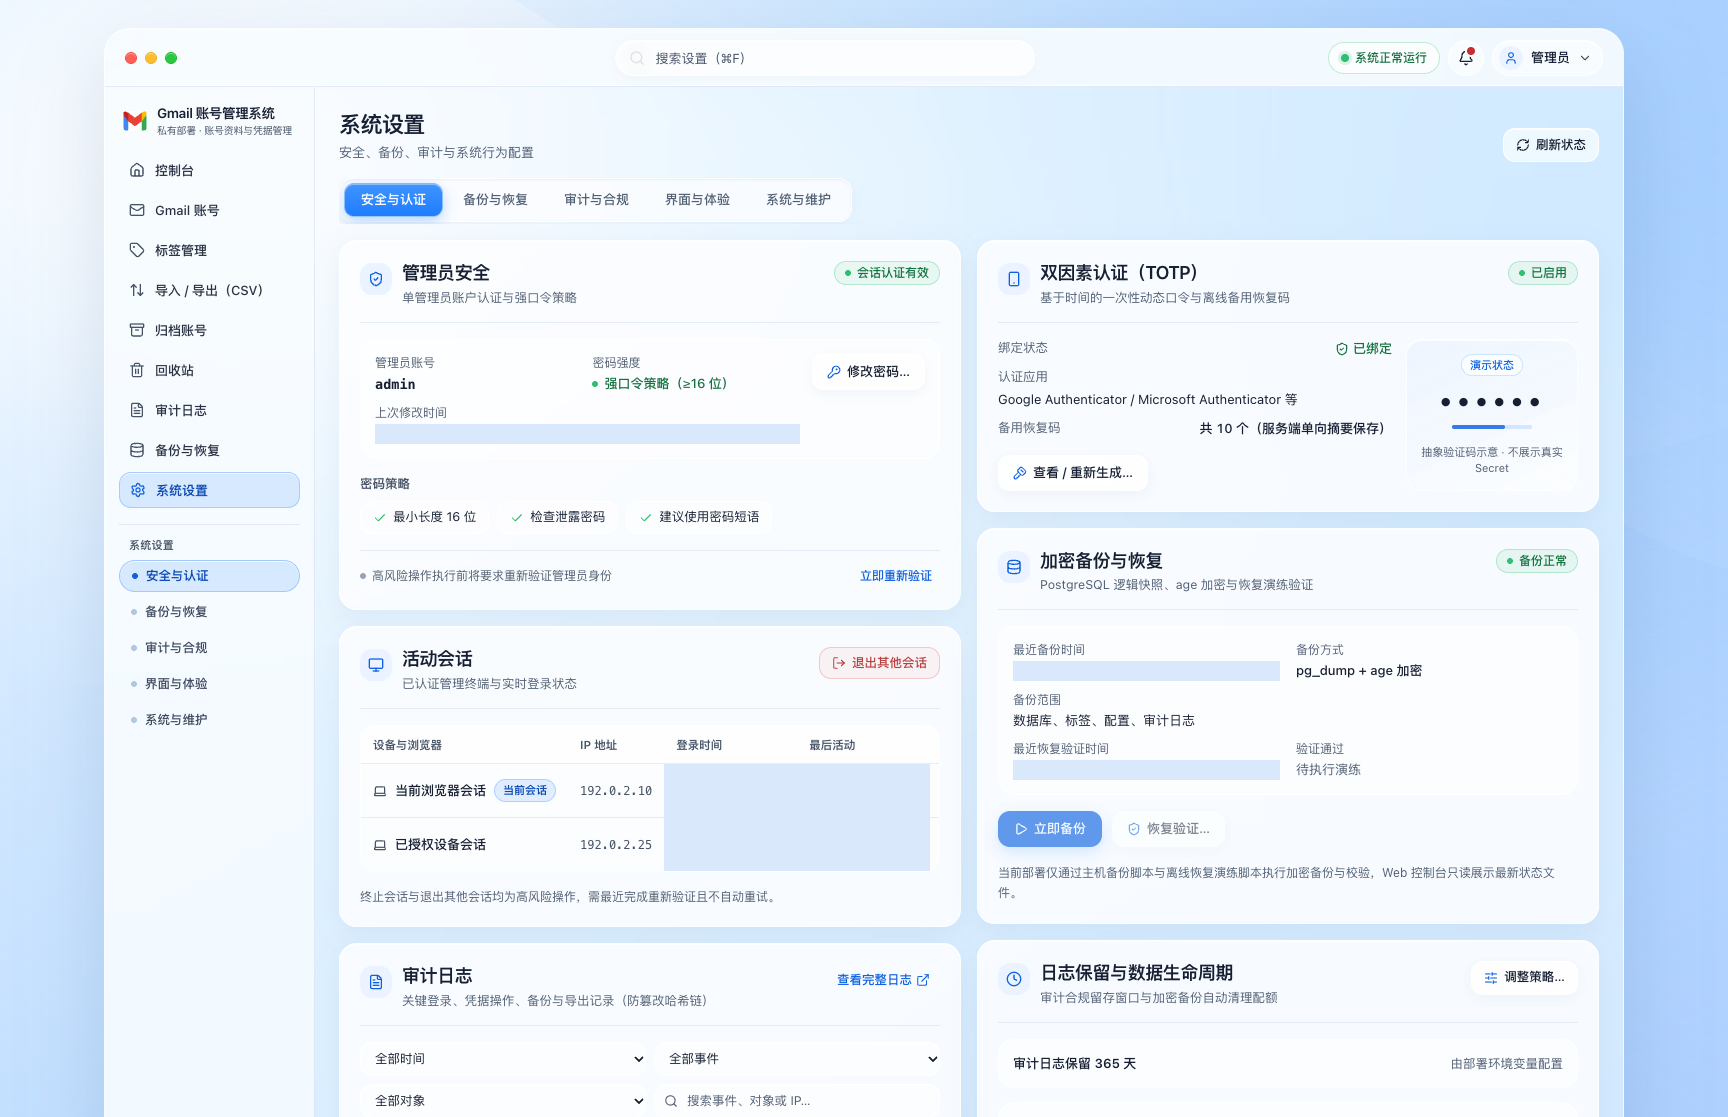 搜索设置（⌘F）
系统正常运行
管理员
Gmail 账号管理系统
私有部署 · 账号资料与凭据管理
控制台
Gmail 账号
标签管理
导入 / 导出（CSV）
归档账号
回收站
审计日志
备份与恢复
系统设置
系统设置
安全与认证
备份与恢复
审计与合规
界面与体验
系统与维护
系统设置
安全、备份、审计与系统行为配置
刷新状态
安全与认证 备份与恢复 审计与合规 界面与体验 系统与维护
管理员安全
单管理员账户认证与强口令策略
会话认证有效
管理员账号
admin
密码强度
强口令策略（≥16 位）
修改密码...
上次修改时间
密码策略
最小长度 16 位
检查泄露密码
建议使用密码短语
高风险操作执行前将要求重新验证管理员身份
立即重新验证
活动会话
已认证管理终端与实时登录状态
退出其他会话
设备与浏览器 IP 地址 登录时间 最后活动
当前浏览器会话 当前会话 192.0.2.10
已授权设备会话 192.0.2.25
终止会话与退出其他会话均为高风险操作，需最近完成重新验证且不自动重试。
审计日志
关键登录、凭据操作、备份与导出记录（防篡改哈希链）
查看完整日志
全部时间
全部事件
全部对象
搜索事件、对象或 IP...
双因素认证（TOTP）
基于时间的一次性动态口令与离线备用恢复码
已启用
绑定状态
已绑定
认证应用
Google Authenticator / Microsoft Authenticator 等
备用恢复码
共 10 个（服务端单向摘要保存）
查看 / 重新生成...
演示状态
● ● ● ● ● ●
抽象验证码示意 · 不展示真实
Secret
加密备份与恢复
PostgreSQL 逻辑快照、age 加密与恢复演练验证
备份正常
最近备份时间
备份方式
pg_dump + age 加密
备份范围
数据库、标签、配置、审计日志
最近恢复验证时间
验证通过
待执行演练
立即备份
恢复验证...
当前部署仅通过主机备份脚本与离线恢复演练脚本执行加密备份与校验，Web 控制台只读展示最新状态文
件。
日志保留与数据生命周期
审计合规留存窗口与加密备份自动清理配额
调整策略...
审计日志保留 365 天
由部署环境变量配置